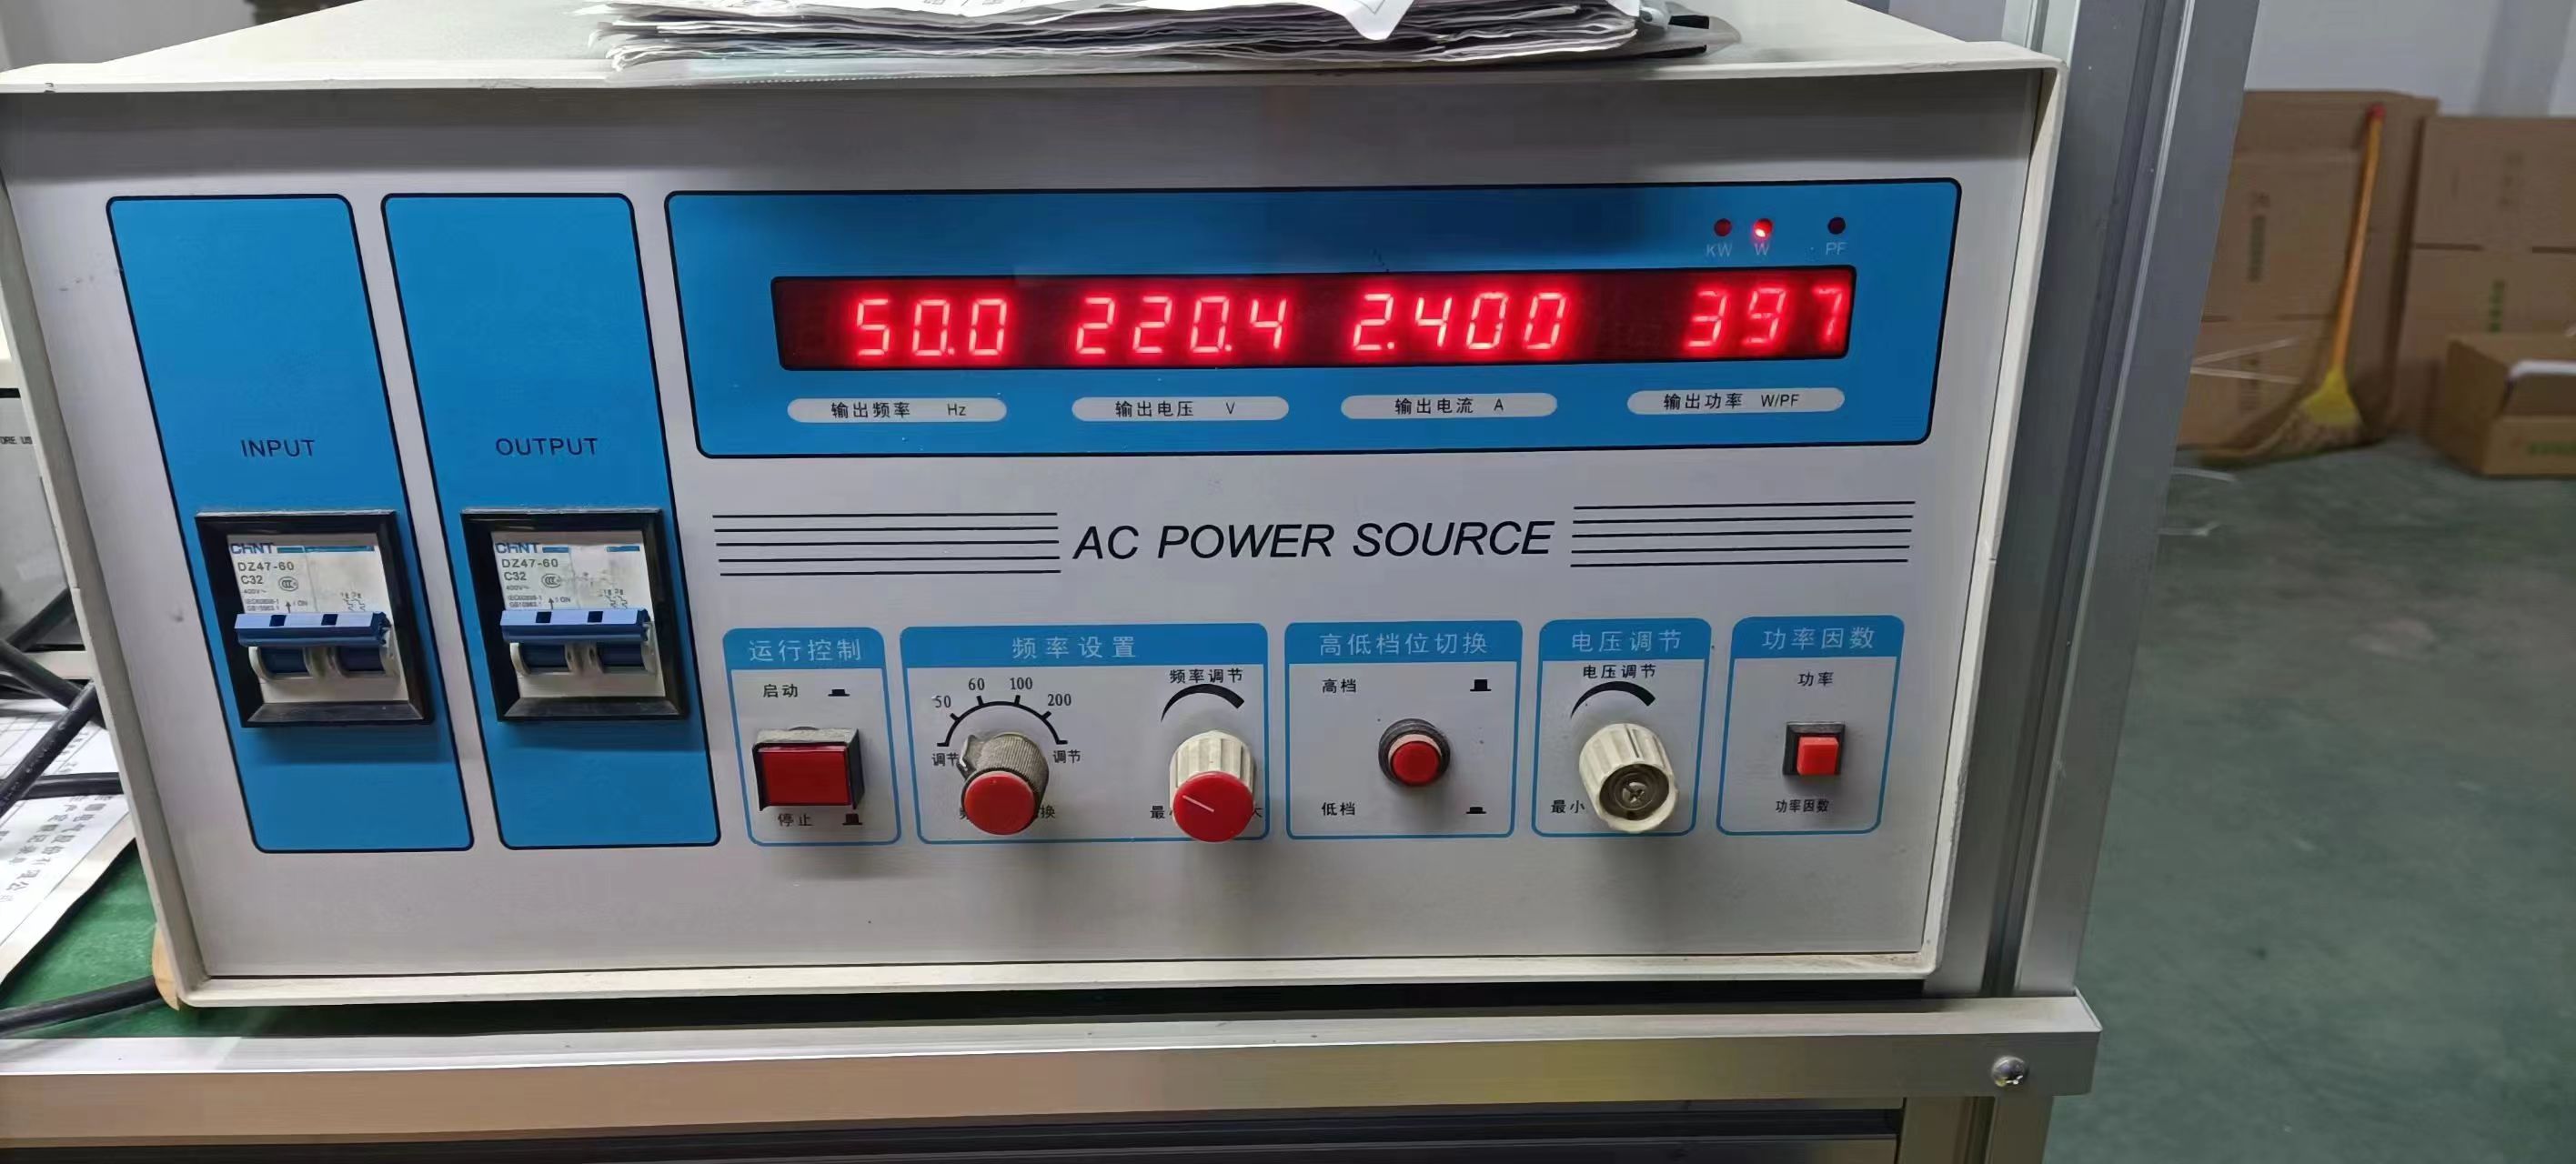 KW W PF
50.0 220.4 2.400 397
输出频率 Hz
输出电压 V
输出电流 A
输出功率 W/PF
INPUT
OUTPUT
AC POWER SOURCE
CHNT
DZ47-60
C32
400V~
CHNT
DZ47-60
C32
运行控制
启动
停止
频率设置
50 60 100 200
调节 调节
换
频率调节
高低档位切换
高档
低档
电压调节
电压调节
最小
功率因数
功率
功率因数